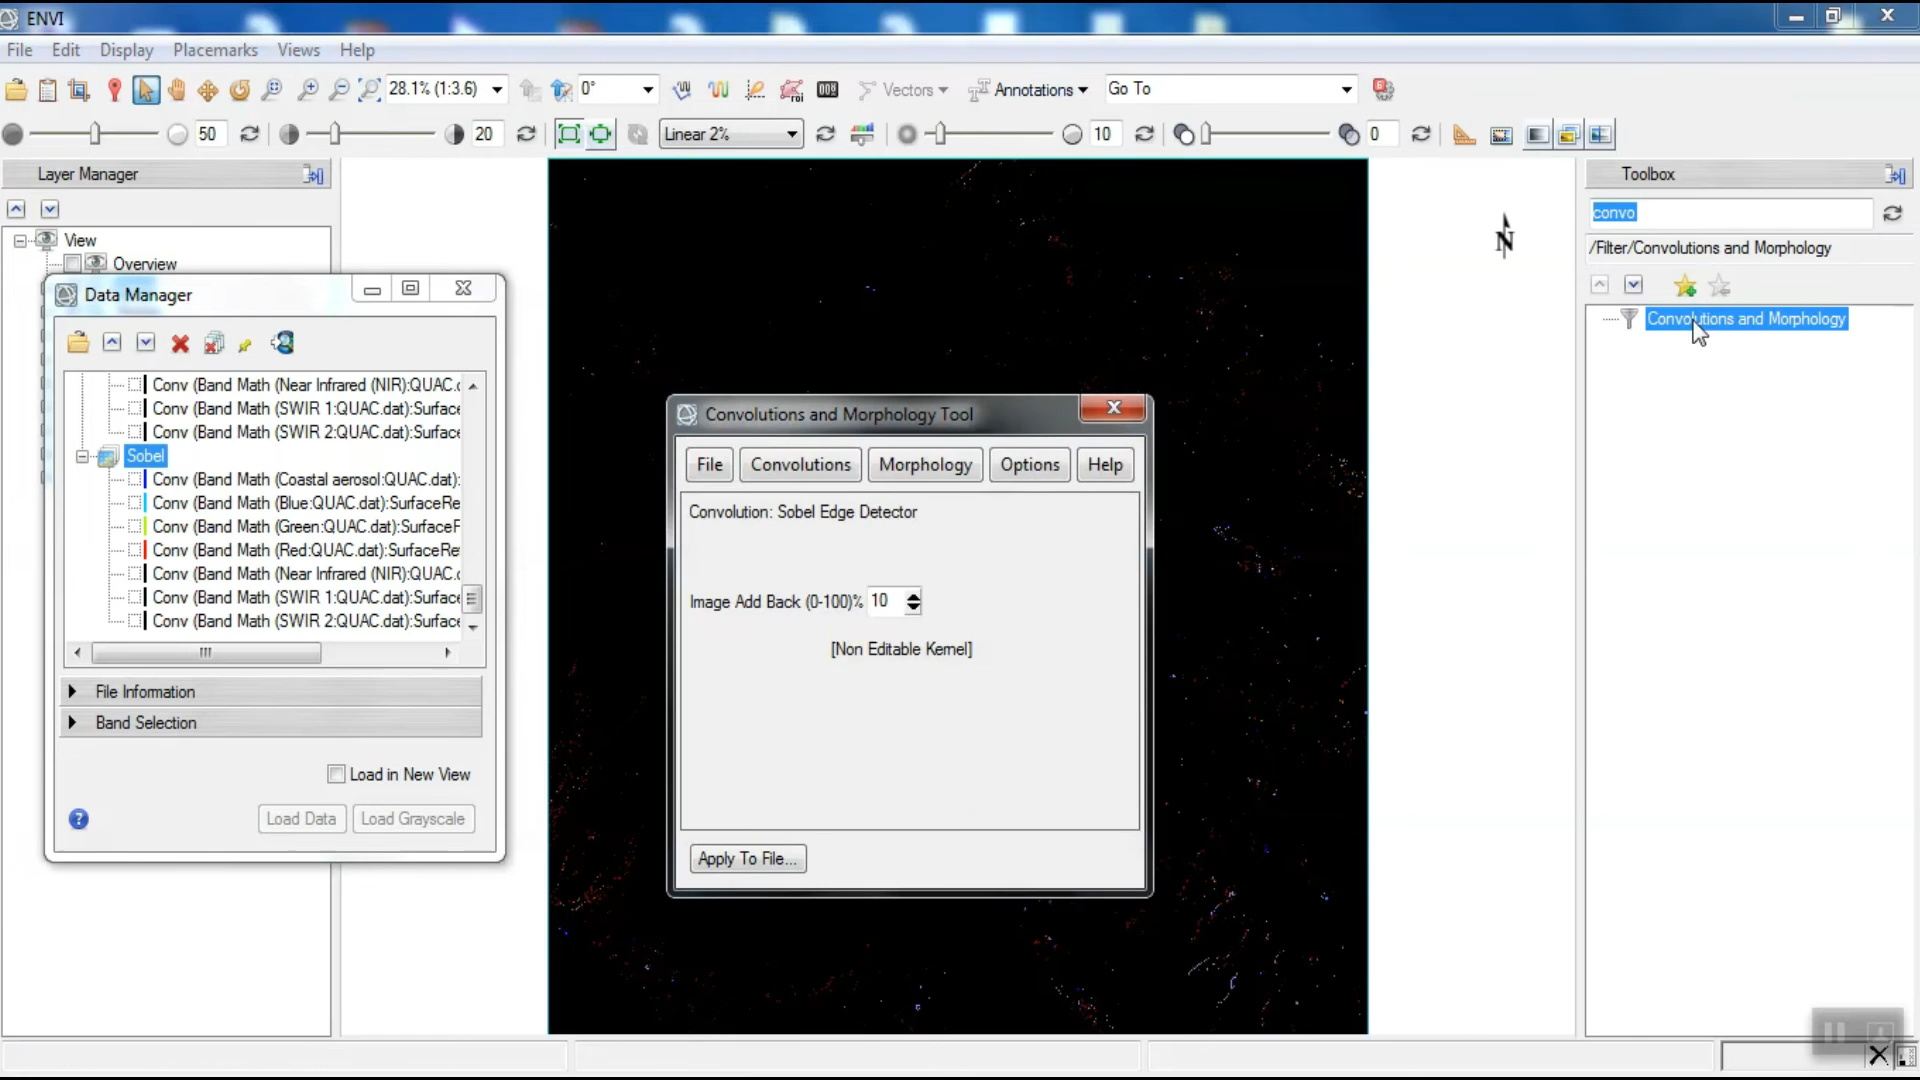 ENVI
File Edit Display Placemarks Views Help
28.1% (1:3.6) 0° roi Vectors Annotations Go To
50 20 Linear 2% 10 0
Layer Manager
View
Overview
Data Manager
Conv (Band Math (Near Infrared (NIR):QUAC.
Conv (Band Math (SWIR 1:QUAC.dat):Surface
Conv (Band Math (SWIR 2:QUAC.dat):Surface
Sobel
Conv (Band Math (Coastal aerosol:QUAC.dat):
Conv (Band Math (Blue:QUAC.dat):SurfaceRe
Conv (Band Math (Green:QUAC.dat):SurfaceF
Conv (Band Math (Red:QUAC.dat):SurfaceRe
Conv (Band Math (Near Infrared (NIR):QUAC.
Conv (Band Math (SWIR 1:QUAC.dat):Surface
Conv (Band Math (SWIR 2:QUAC.dat):Surface
File Information
Band Selection
Load in New View
Load Data Load Grayscale
Convolutions and Morphology Tool
File Convolutions Morphology Options Help
Convolution: Sobel Edge Detector
Image Add Back (0-100)% 10
[Non Editable Kernel]
Apply To File...
N
Toolbox
convo
/Filter/Convolutions and Morphology
Convolutions and Morphology